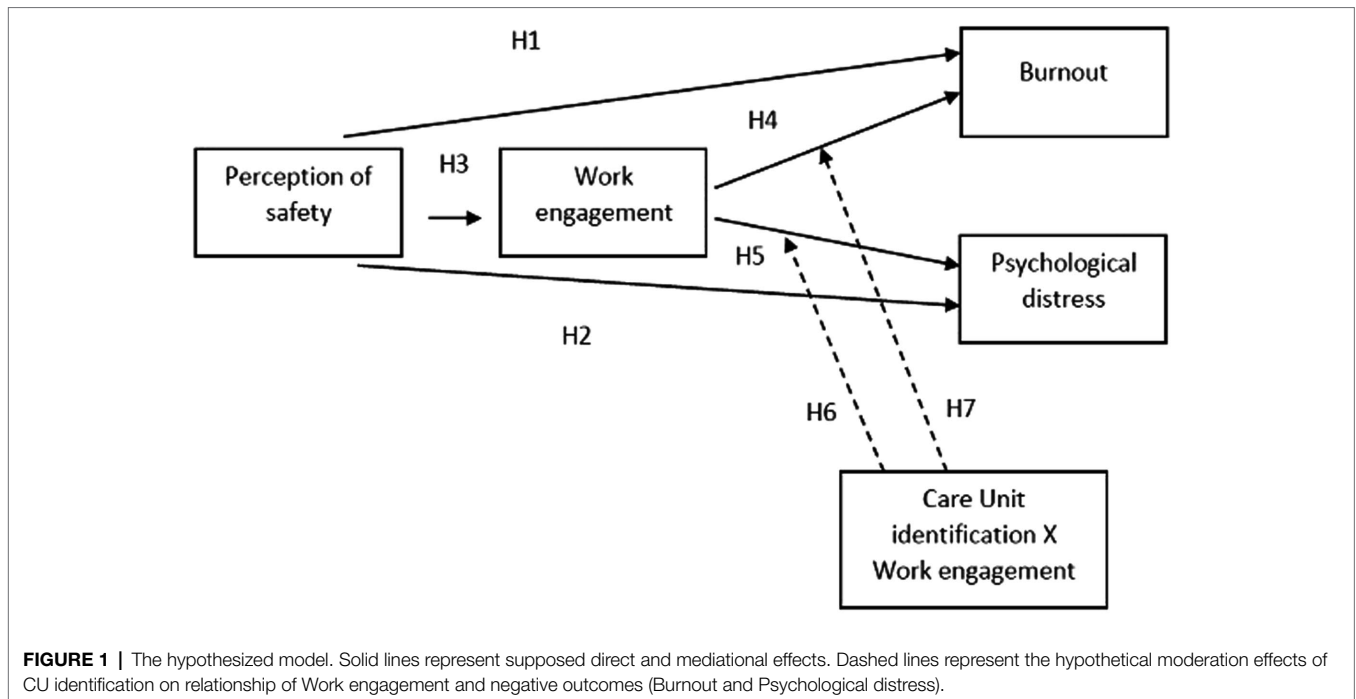 H1
Burnout
H4
H3
Perception of
safety
Work
engagement
H5
Psychological
distress
H2
H6
H7
Care Unit
identification X
Work engagement
FIGURE 1 | The hypothesized model. Solid lines represent supposed direct and mediational effects. Dashed lines represent the hypothetical moderation effects of
CU identification on relationship of Work engagement and negative outcomes (Burnout and Psychological distress).